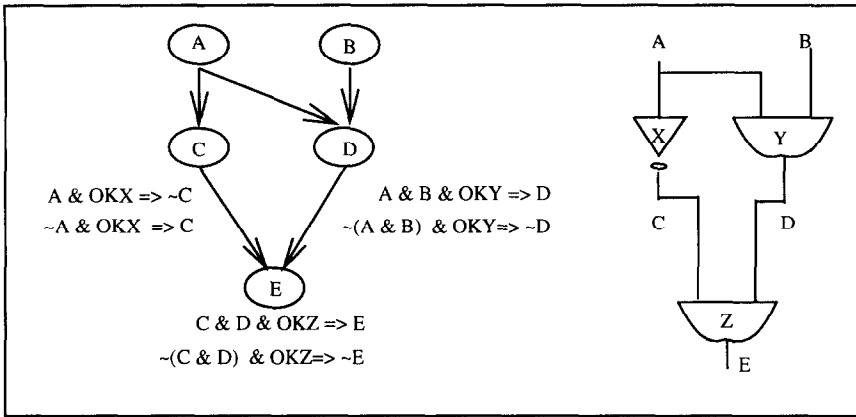 A B
C D
A & OKX => ~C
~A & OKX => C
A & B & OKY => D
~(A & B) & OKY=> ~D
E
C & D & OKZ => E
~(C & D) & OKZ=> ~E
A B
X Y
C D
Z
E